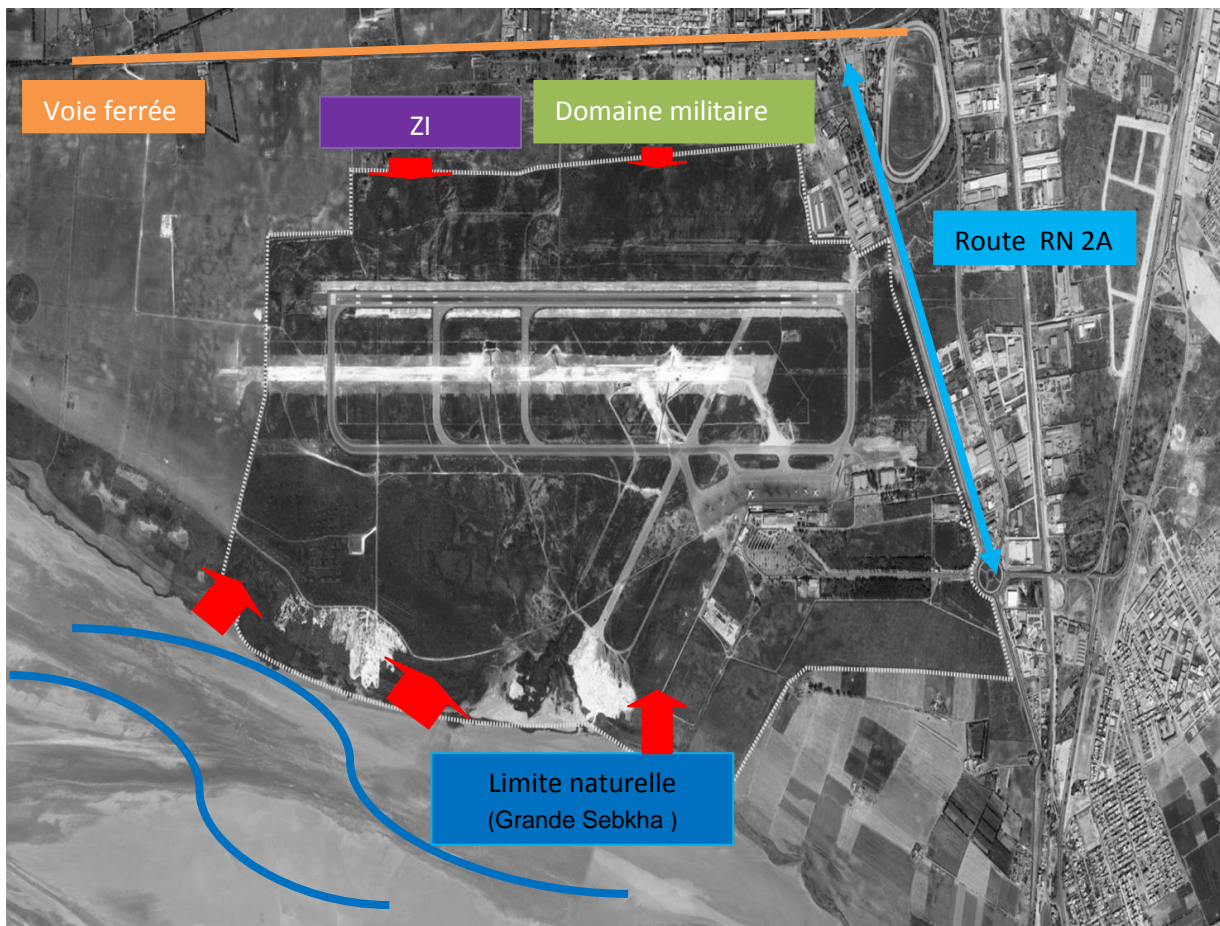 Voie ferrée
ZI
Domaine militaire
Route RN 2A
Limite naturelle
(Grande Sebkha )